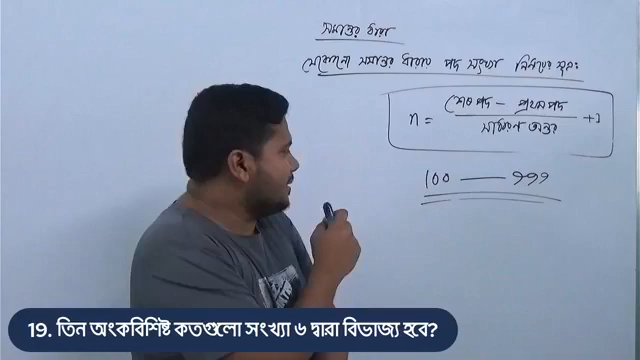 সমান্তর ধারা
যেকোনো সমান্তর ধারায় পদ সংখ্যা নির্ণয়ের সূত্রঃ
n = শেষ পদ - প্রথম পদ / সাধারণ অন্তর +1
100 — 999
19. তিন অংকবিশিষ্ট কতগুলো সংখ্যা ৬ দ্বারা বিভাজ্য হবে?